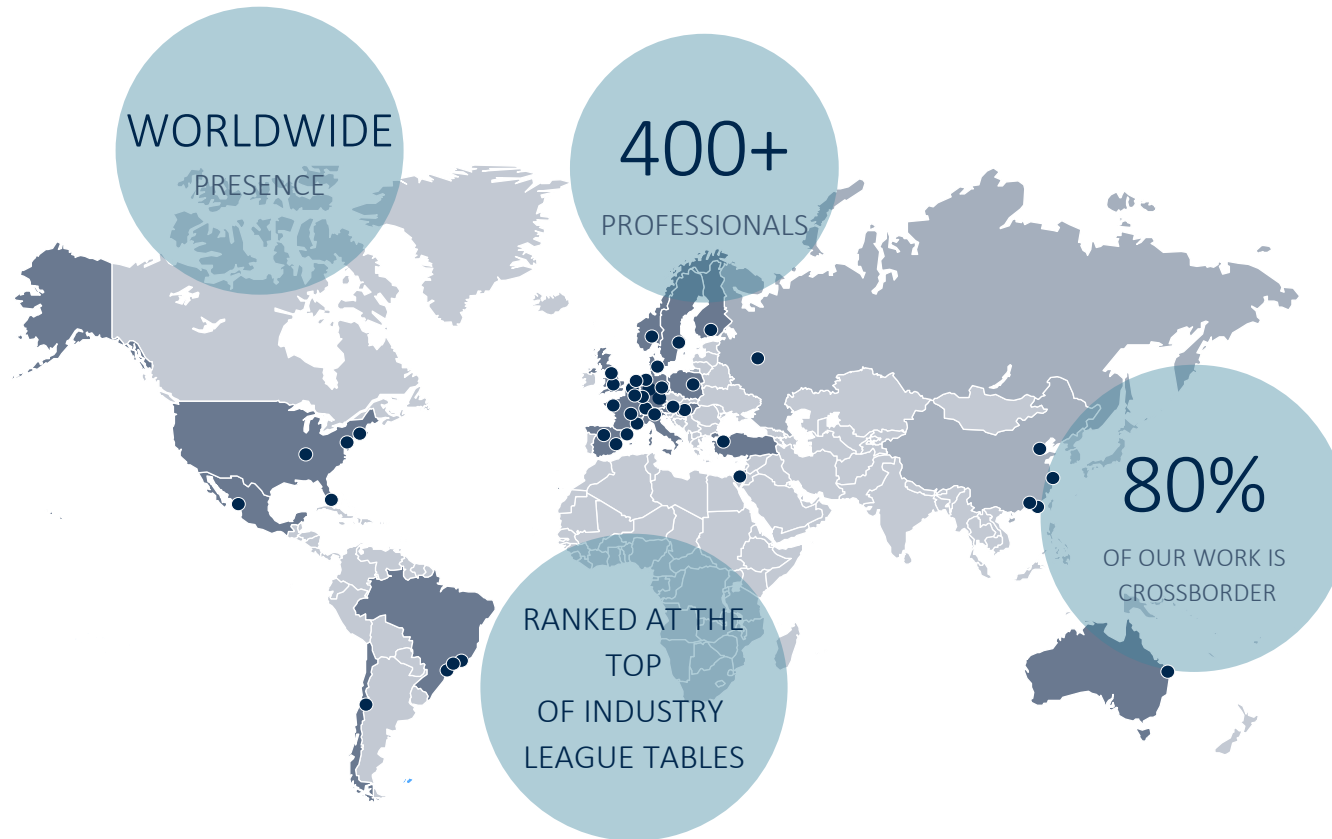 WORLDWIDE
PRESENCE
400+
PROFESSIONALS
80%
OF OUR WORK IS
CROSSBORDER
RANKED AT THE
TOP
OF INDUSTRY
LEAGUE TABLES